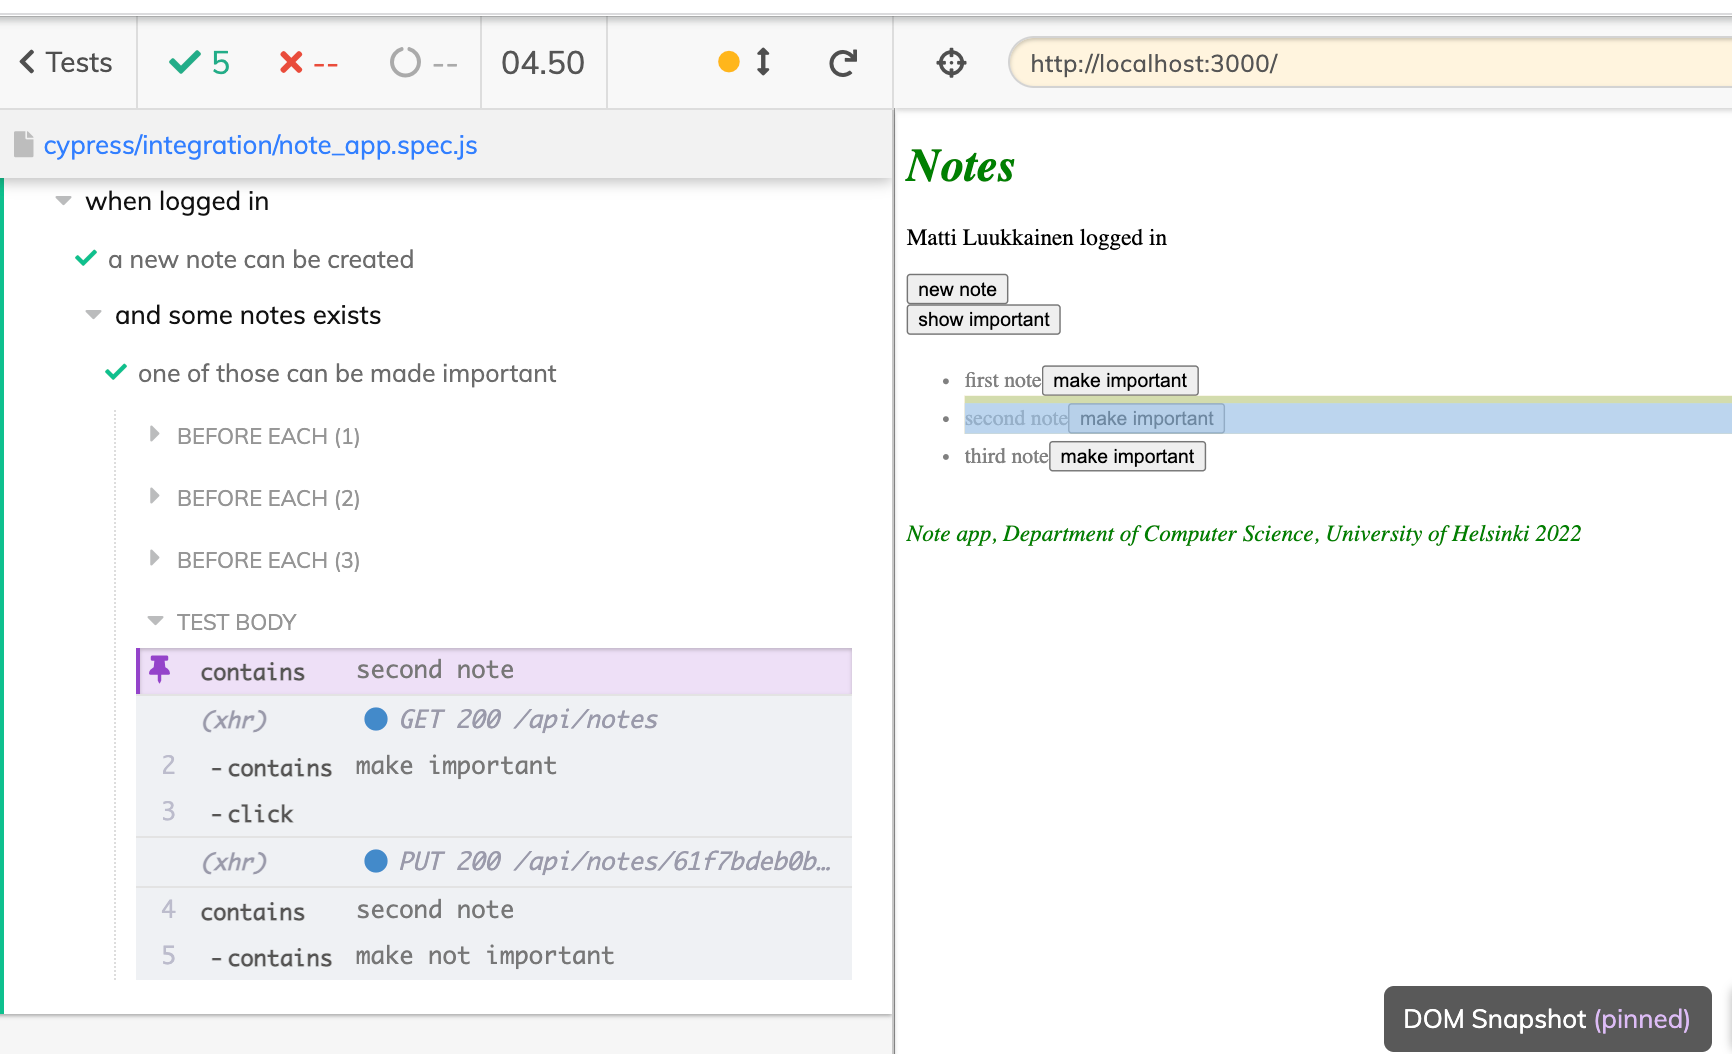 Tests 5 -- -- 04.50
cypress/integration/note_app.spec.js
when logged in
a new note can be created
and some notes exists
one of those can be made important
BEFORE EACH (1)
BEFORE EACH (2)
BEFORE EACH (3)
TEST BODY
contains second note
(xhr) GET 200 /api/notes
2 -contains make important
3 -click
(xhr) PUT 200 /api/notes/61f7bdeb0b…
4 contains second note
5 -contains make not important
http://localhost:3000/
Notes
Matti Luukkainen logged in
new note
show important
• first note make important
• second note make important
• third note make important
Note app, Department of Computer Science, University of Helsinki 2022
DOM Snapshot (pinned)